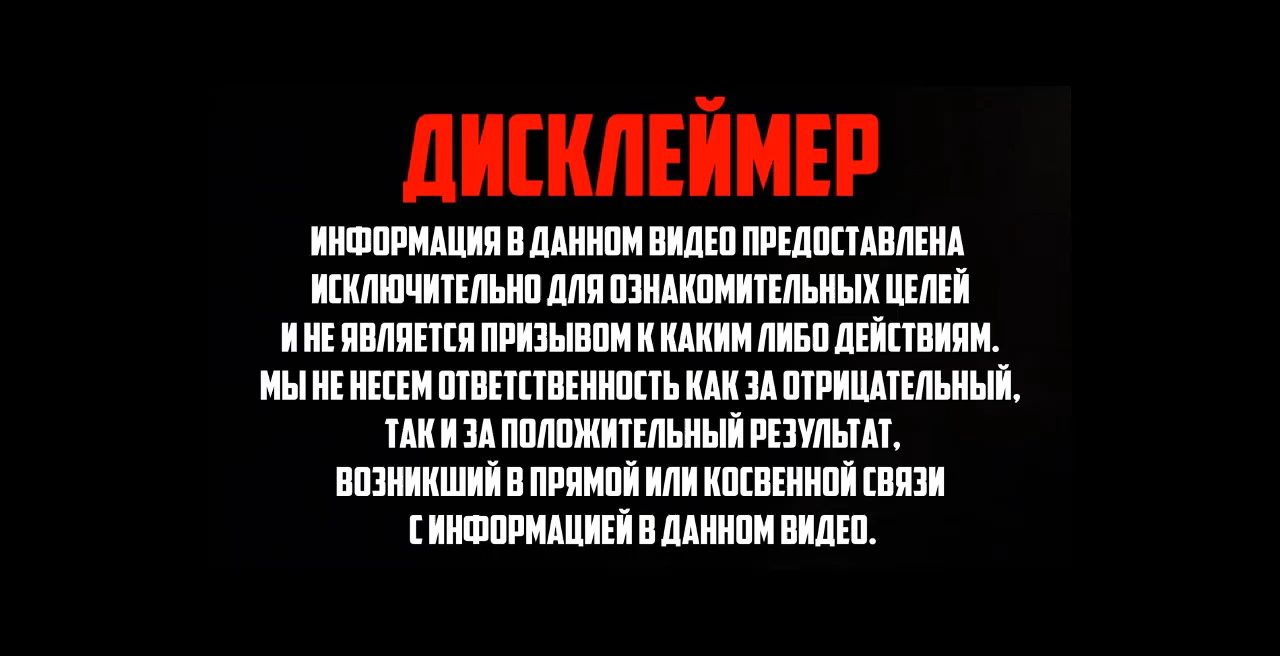 ДИСКЛЕЙМЕР
ИНФОРМАЦИЯ В ДАННОМ ВИДЕО ПРЕДОСТАВЛЕНА
ИСКЛЮЧИТЕЛЬНО ДЛЯ ОЗНАКОМИТЕЛЬНЫХ ЦЕЛЕЙ
И НЕ ЯВЛЯЕТСЯ ПРИЗЫВОМ К КАКИМ ЛИБО ДЕЙСТВИЯМ.
МЫ НЕ НЕСЕМ ОТВЕТСТВЕННОСТЬ КАК ЗА ОТРИЦАТЕЛЬНЫЙ,
ТАК И ЗА ПОЛОЖИТЕЛЬНЫЙ РЕЗУЛЬТАТ,
ВОЗНИКШИЙ В ПРЯМОЙ ИЛИ КОСВЕННОЙ СВЯЗИ
С ИНФОРМАЦИЕЙ В ДАННОМ ВИДЕО.